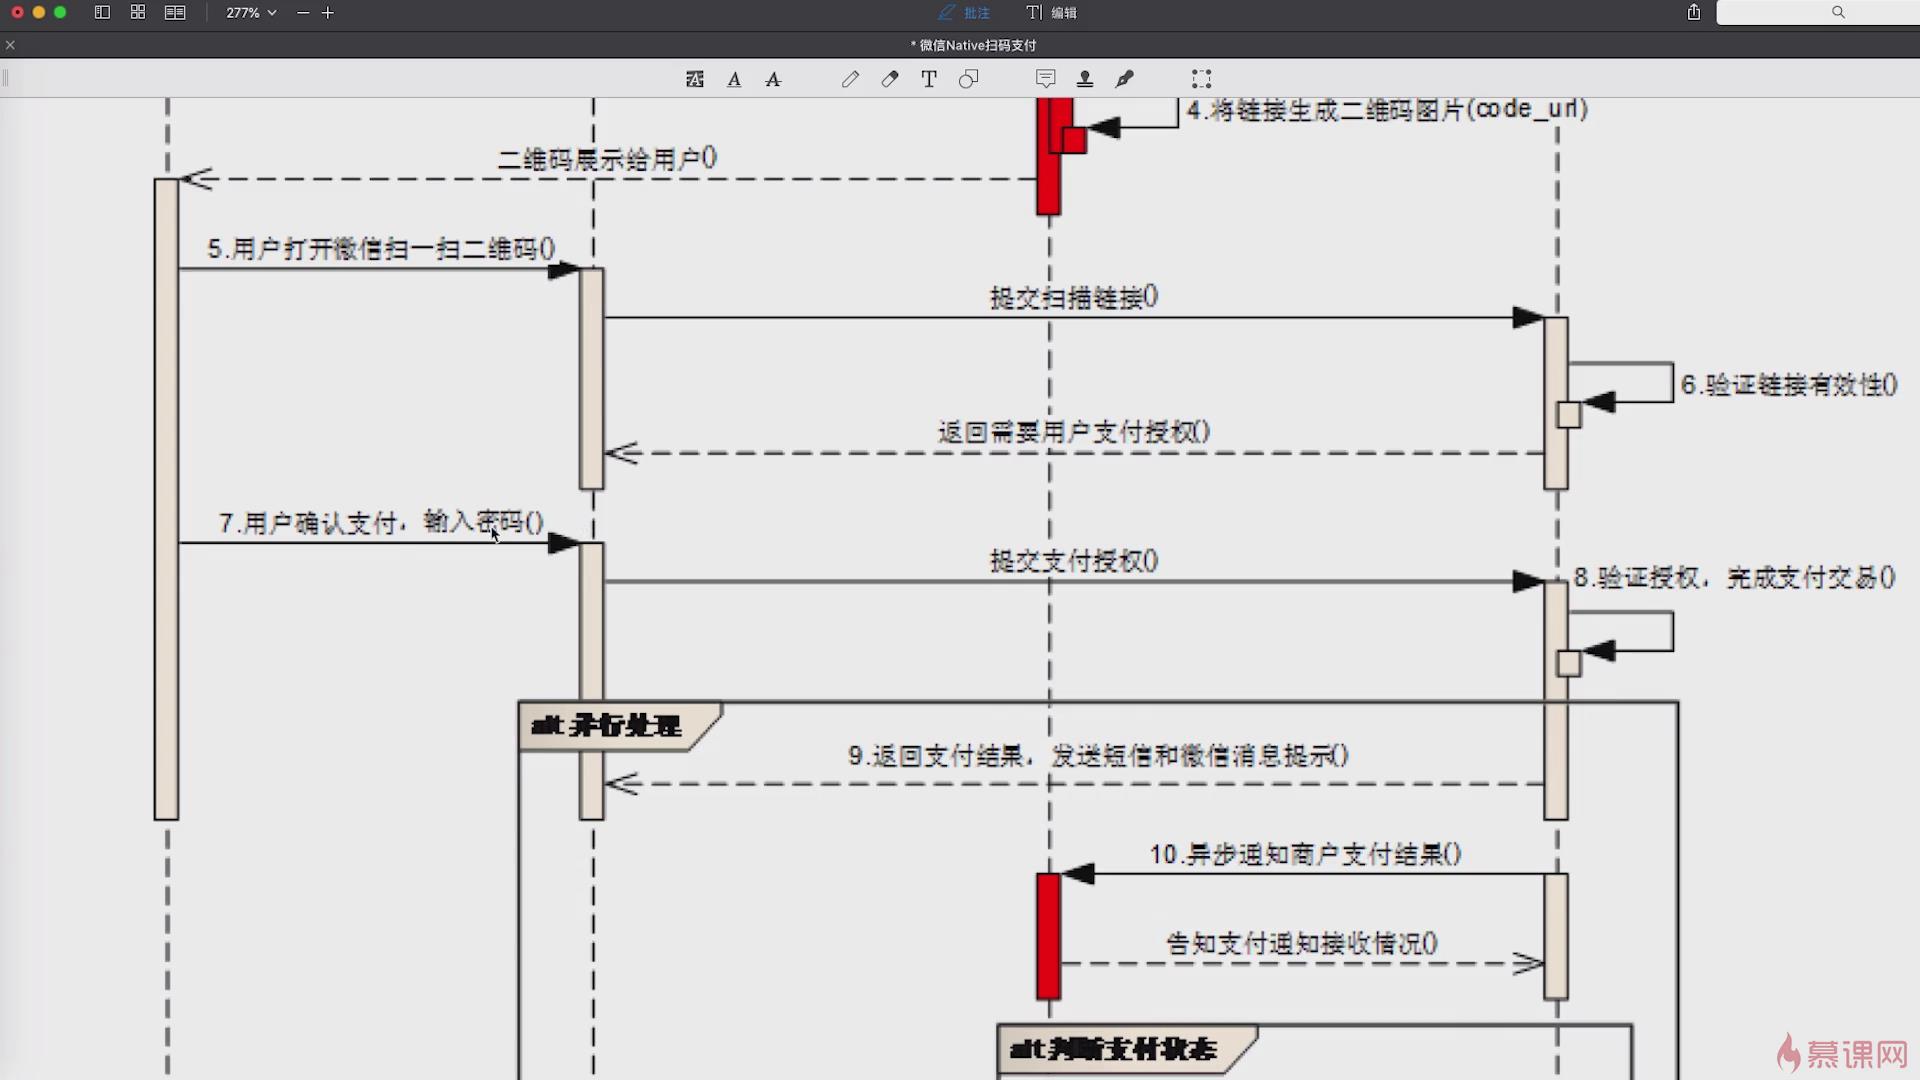 277%
批注
编辑
* 微信Native扫码支付
4.将链接生成二维码图片(code_url)
二维码展示给用户()
5.用户打开微信扫一扫二维码()
提交扫描链接()
6.验证链接有效性()
返回需要用户支付授权()
7.用户确认支付，输入密码()
提交支付授权()
8.验证授权，完成支付交易()
alt 并行处理
9.返回支付结果，发送短信和微信消息提示()
10.异步通知商户支付结果()
告知支付通知接收情况()
alt 判断支付状态
慕课网